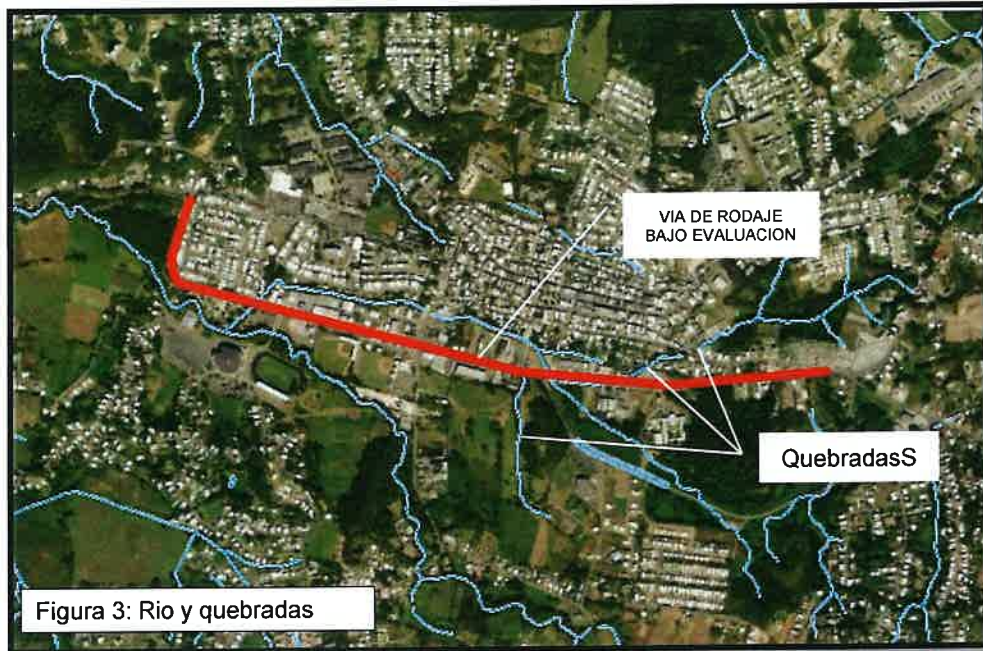 VIA DE RODAJE
BAJO EVALUACION
QuebradasS
Figura 3: Rio y quebradas